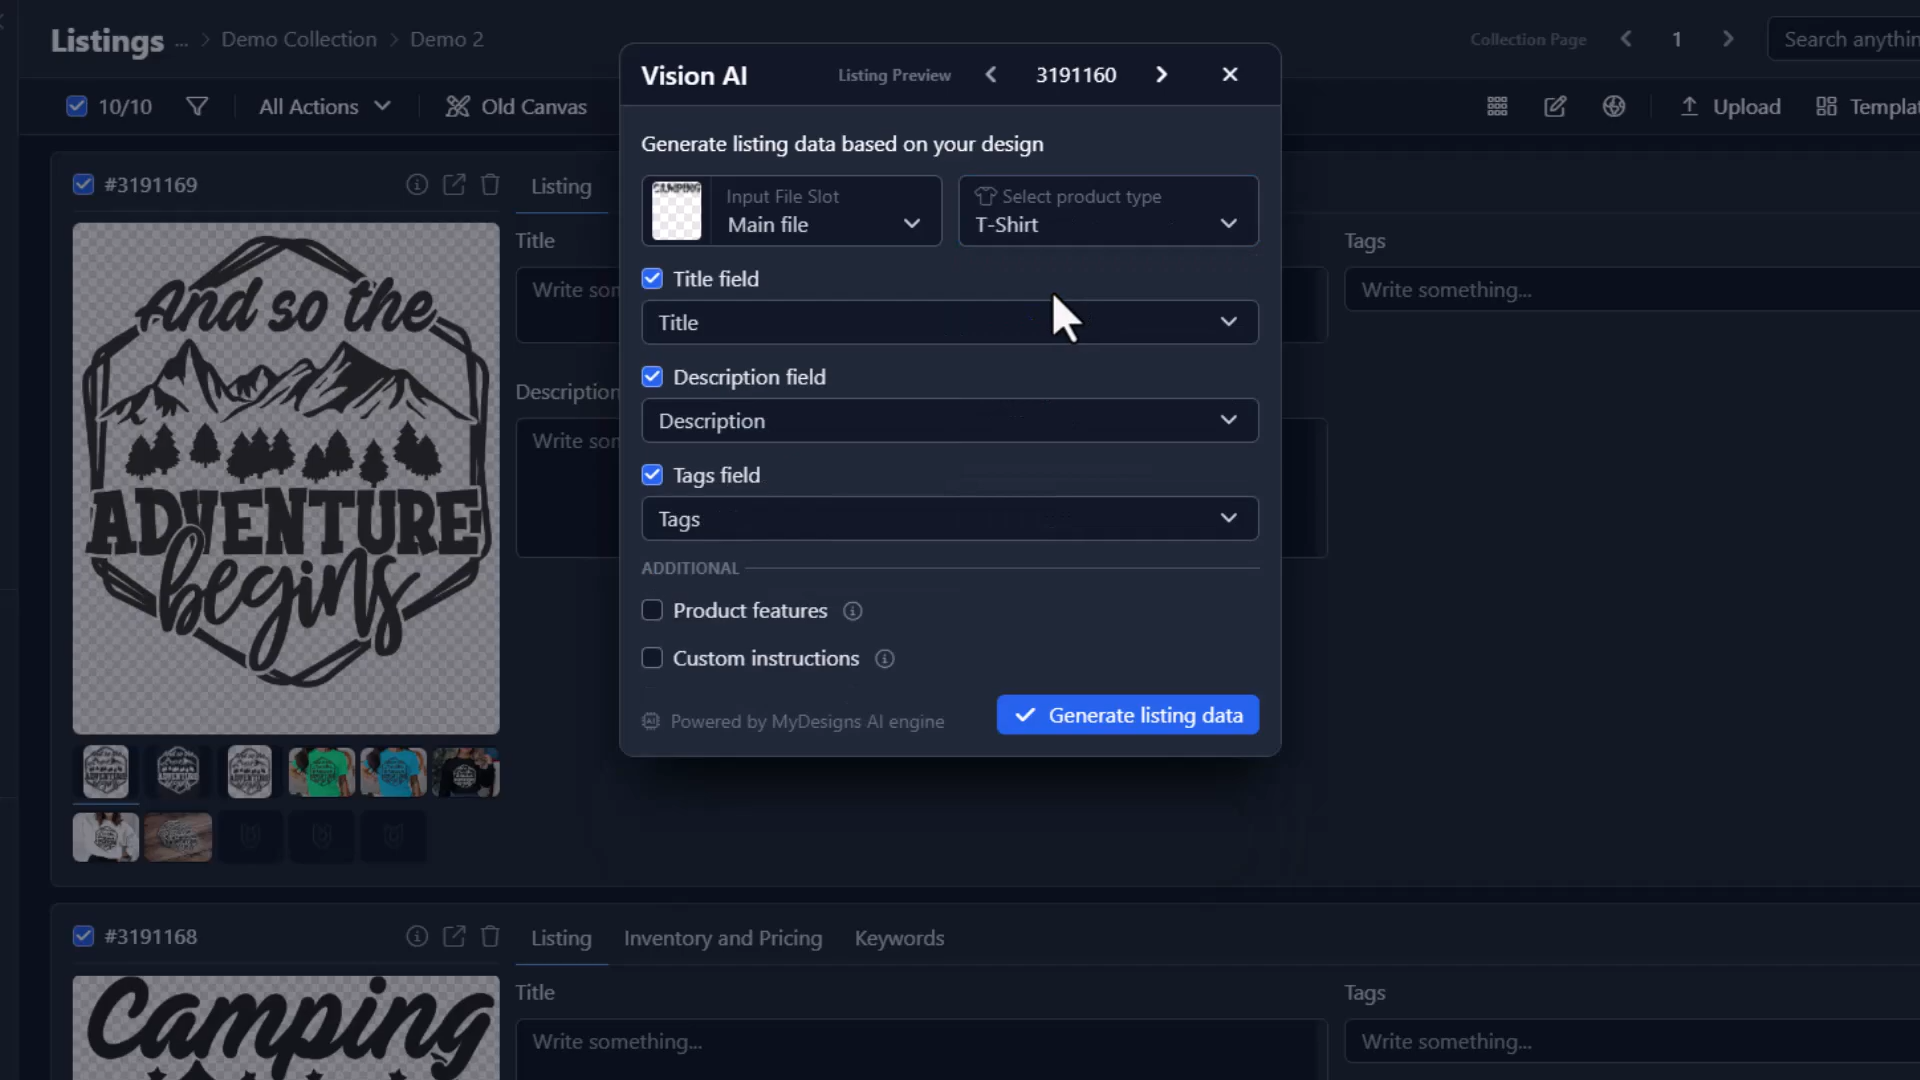 Listings ... > Demo Collection > Demo 2
Collection Page
1
Search anythin
10/10
All Actions
Old Canvas
Upload
Templat
Vision AI
Listing Preview
3191160
Generate listing data based on your design
CAMPING
Input File Slot
Main file
Select product type
T-Shirt
Title field
Title
Description field
Description
Tags field
Tags
ADDITIONAL
Product features
Custom instructions
AI
Powered by MyDesigns AI engine
Generate listing data
#3191169
Listing
And so the
ADVENTURE
begins
Title
Write son
Description
Write son
Tags
Write something...
#3191168
Listing
Inventory and Pricing
Keywords
Camping
Title
Write something...
Tags
Write something...